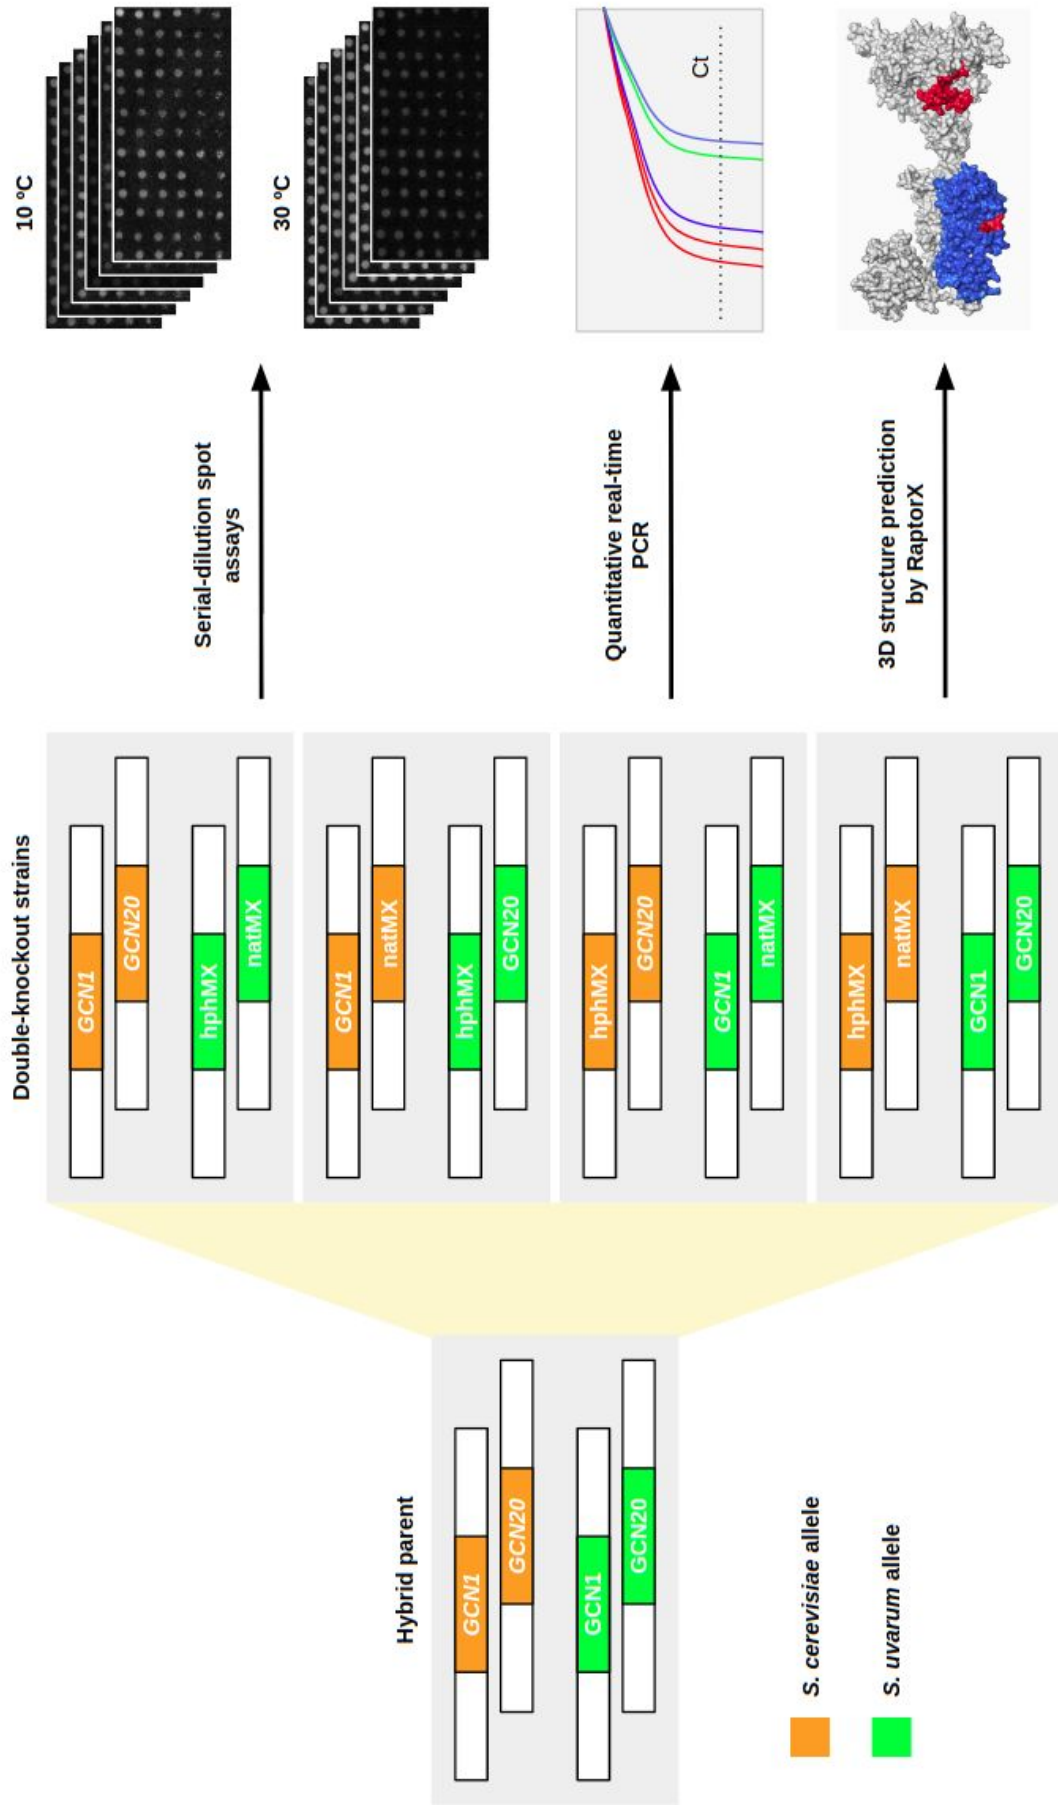 Hybrid parent
GCN1
GCN20
GCN1
GCN20
S. cerevisiae allele
S. uvarum allele
Double-knockout strains
GCN1
GCN20
hphMX
natMX
GCN1
natMX
hphMX
GCN20
hphMX
GCN20
GCN1
natMX
hphMX
natMX
GCN1
GCN20
Serial-dilution spot
assays
10 ºC
30 ºC
Quantitative real-time
PCR
Ct
3D structure prediction
by RaptorX